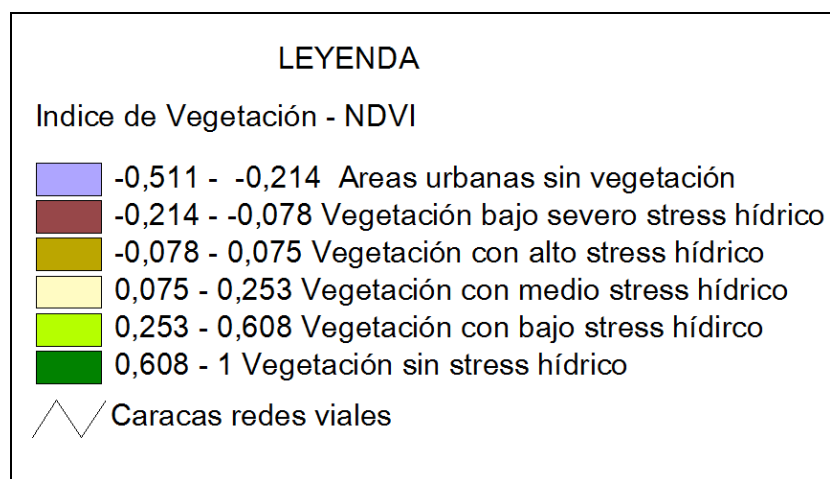 LEYENDA
Indice de Vegetación - NDVI
-0,511 - -0,214 Areas urbanas sin vegetación
-0,214 - -0,078 Vegetación bajo severo stress hídrico
-0,078 - 0,075 Vegetación con alto stress hídrico
0,075 - 0,253 Vegetación con medio stress hídrico
0,253 - 0,608 Vegetación con bajo stress hídirco
0,608 - 1 Vegetación sin stress hídrico
Caracas redes viales